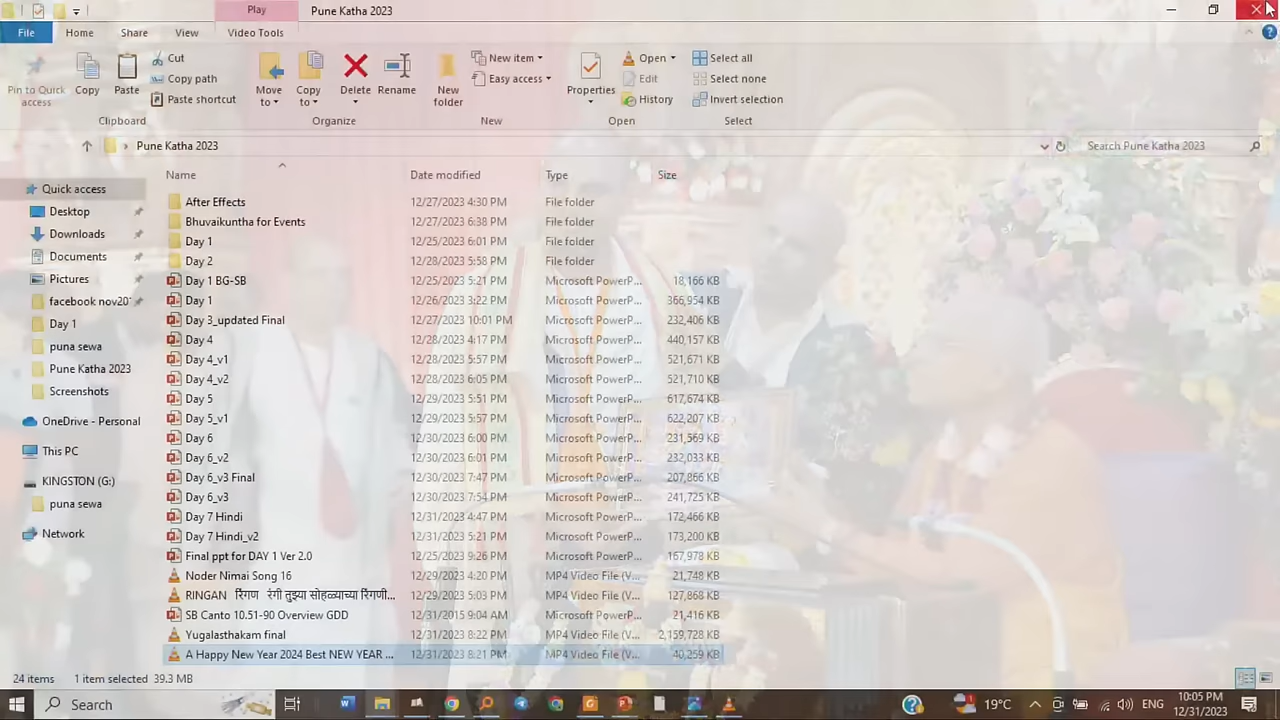 Play
Pune Katha 2023
File
Home
Share
View
Video Tools
Pin to Quick access
Copy
Paste
Cut
Copy path
Paste shortcut
Clipboard
Move to
Copy to
Delete
Rename
Organize
New folder
New item
Easy access
New
Properties
Open
Edit
History
Open
Select all
Select none
Invert selection
Select
Pune Katha 2023
Search Pune Katha 2023
Name Date modified Type Size
Quick access
Desktop
Downloads
Documents
Pictures
facebook nov20
Day 1
puna sewa
Pune Katha 2023
Screenshots
OneDrive - Personal
This PC
KINGSTON (G:)
puna sewa
Network
After Effects 12/27/2023 4:30 PM File folder
Bhuvaikuntha for Events 12/27/2023 6:38 PM File folder
Day 1 12/25/2023 6:01 PM File folder
Day 2 12/28/2023 5:58 PM File folder
Day 1 BG-SB 12/25/2023 5:21 PM Microsoft PowerP... 18,166 KB
Day 1 12/26/2023 3:22 PM Microsoft PowerP... 366,954 KB
Day 3_updated Final 12/27/2023 10:01 PM Microsoft PowerP... 232,406 KB
Day 4 12/28/2023 4:17 PM Microsoft PowerP... 440,157 KB
Day 4_v1 12/28/2023 5:57 PM Microsoft PowerP... 521,671 KB
Day 4_v2 12/28/2023 6:05 PM Microsoft PowerP... 521,710 KB
Day 5 12/29/2023 5:51 PM Microsoft PowerP... 617,674 KB
Day 5_v1 12/29/2023 5:57 PM Microsoft PowerP... 622,207 KB
Day 6 12/30/2023 6:00 PM Microsoft PowerP... 231,569 KB
Day 6_v2 12/30/2023 6:01 PM Microsoft PowerP... 232,033 KB
Day 6_v3 Final 12/30/2023 7:47 PM Microsoft PowerP... 207,866 KB
Day 6_v3 12/30/2023 7:54 PM Microsoft PowerP... 241,725 KB
Day 7 Hindi 12/31/2023 4:47 PM Microsoft PowerP... 172,466 KB
Day 7 Hindi_v2 12/31/2023 5:21 PM Microsoft PowerP... 173,200 KB
Final ppt for DAY 1 Ver 2.0 12/25/2023 9:26 PM Microsoft PowerP... 167,978 KB
Noder Nimai Song 16 12/29/2023 4:20 PM MP4 Video File (V... 21,748 KB
RINGAN रिंगण रंगी तुझ्या सोहळ्याच्या रिंगणी... 12/29/2023 5:03 PM MP4 Video File (V... 127,868 KB
SB Canto 10.51-90 Overview GDD 12/31/2015 9:04 AM Microsoft PowerP... 21,416 KB
Yugalasthakam final 12/31/2023 8:22 PM MP4 Video File (V... 2,159,728 KB
A Happy New Year 2024 Best NEW YEAR ... 12/31/2023 8:21 PM MP4 Video File (V... 40,259 KB
24 items 1 item selected 39.3 MB
Search
19°C
ENG
10:05 PM
12/31/2023